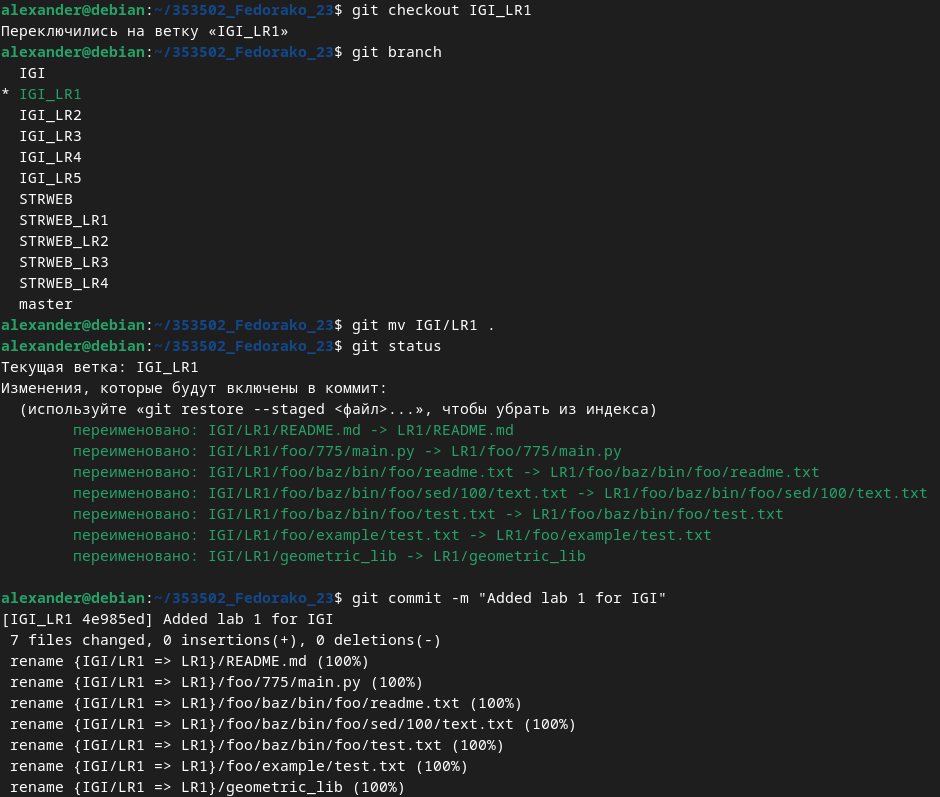 alexander@debian:~/353502_Fedorako_23$ git checkout IGI_LR1
Переключились на ветку «IGI_LR1»
alexander@debian:~/353502_Fedorako_23$ git branch
  IGI
* IGI_LR1
  IGI_LR2
  IGI_LR3
  IGI_LR4
  IGI_LR5
  STRWEB
  STRWEB_LR1
  STRWEB_LR2
  STRWEB_LR3
  STRWEB_LR4
  master
alexander@debian:~/353502_Fedorako_23$ git mv IGI/LR1 .
alexander@debian:~/353502_Fedorako_23$ git status
Текущая ветка: IGI_LR1
Изменения, которые будут включены в коммит:
  (используйте «git restore --staged <файл>...», чтобы убрать из индекса)
        переименовано: IGI/LR1/README.md -> LR1/README.md
        переименовано: IGI/LR1/foo/775/main.py -> LR1/foo/775/main.py
        переименовано: IGI/LR1/foo/baz/bin/foo/readme.txt -> LR1/foo/baz/bin/foo/readme.txt
        переименовано: IGI/LR1/foo/baz/bin/foo/sed/100/text.txt -> LR1/foo/baz/bin/foo/sed/100/text.txt
        переименовано: IGI/LR1/foo/baz/bin/foo/test.txt -> LR1/foo/baz/bin/foo/test.txt
        переименовано: IGI/LR1/foo/example/test.txt -> LR1/foo/example/test.txt
        переименовано: IGI/LR1/geometric_lib -> LR1/geometric_lib

alexander@debian:~/353502_Fedorako_23$ git commit -m "Added lab 1 for IGI"
[IGI_LR1 4e985ed] Added lab 1 for IGI
 7 files changed, 0 insertions(+), 0 deletions(-)
 rename {IGI/LR1 => LR1}/README.md (100%)
 rename {IGI/LR1 => LR1}/foo/775/main.py (100%)
 rename {IGI/LR1 => LR1}/foo/baz/bin/foo/readme.txt (100%)
 rename {IGI/LR1 => LR1}/foo/baz/bin/foo/sed/100/text.txt (100%)
 rename {IGI/LR1 => LR1}/foo/baz/bin/foo/test.txt (100%)
 rename {IGI/LR1 => LR1}/foo/example/test.txt (100%)
 rename {IGI/LR1 => LR1}/geometric_lib (100%)